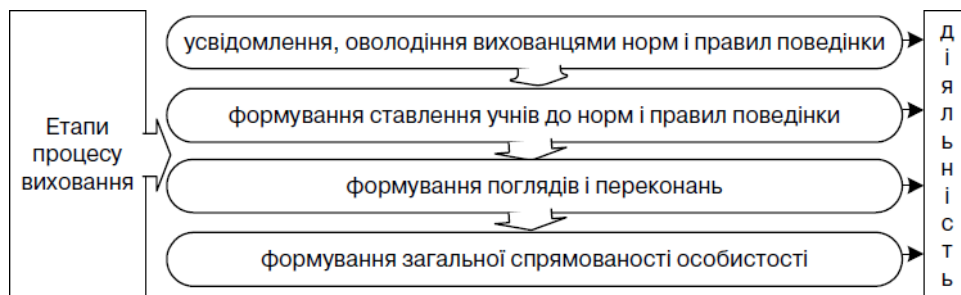 Етапи
процесу
виховання
усвідомлення, оволодіння вихованцями норм і правил поведінки
формування ставлення учнів до норм і правил поведінки
формування поглядів і переконань
формування загальної спрямованості особистості
діяльність